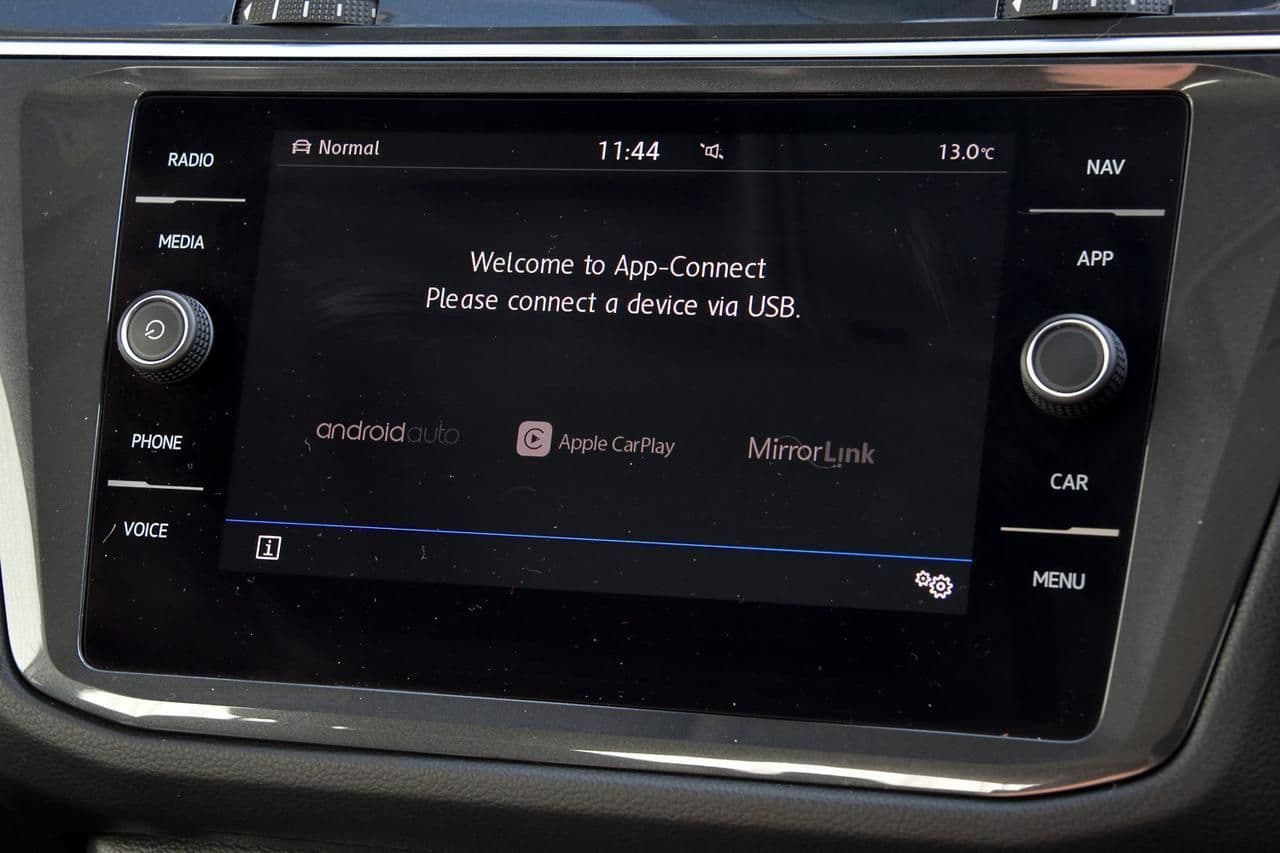 RADIO
MEDIA
PHONE
VOICE
Normal 11:44 13.0°C
Welcome to App-Connect
Please connect a device via USB.
androidauto Apple CarPlay MirrorLink
i
NAV
APP
CAR
MENU